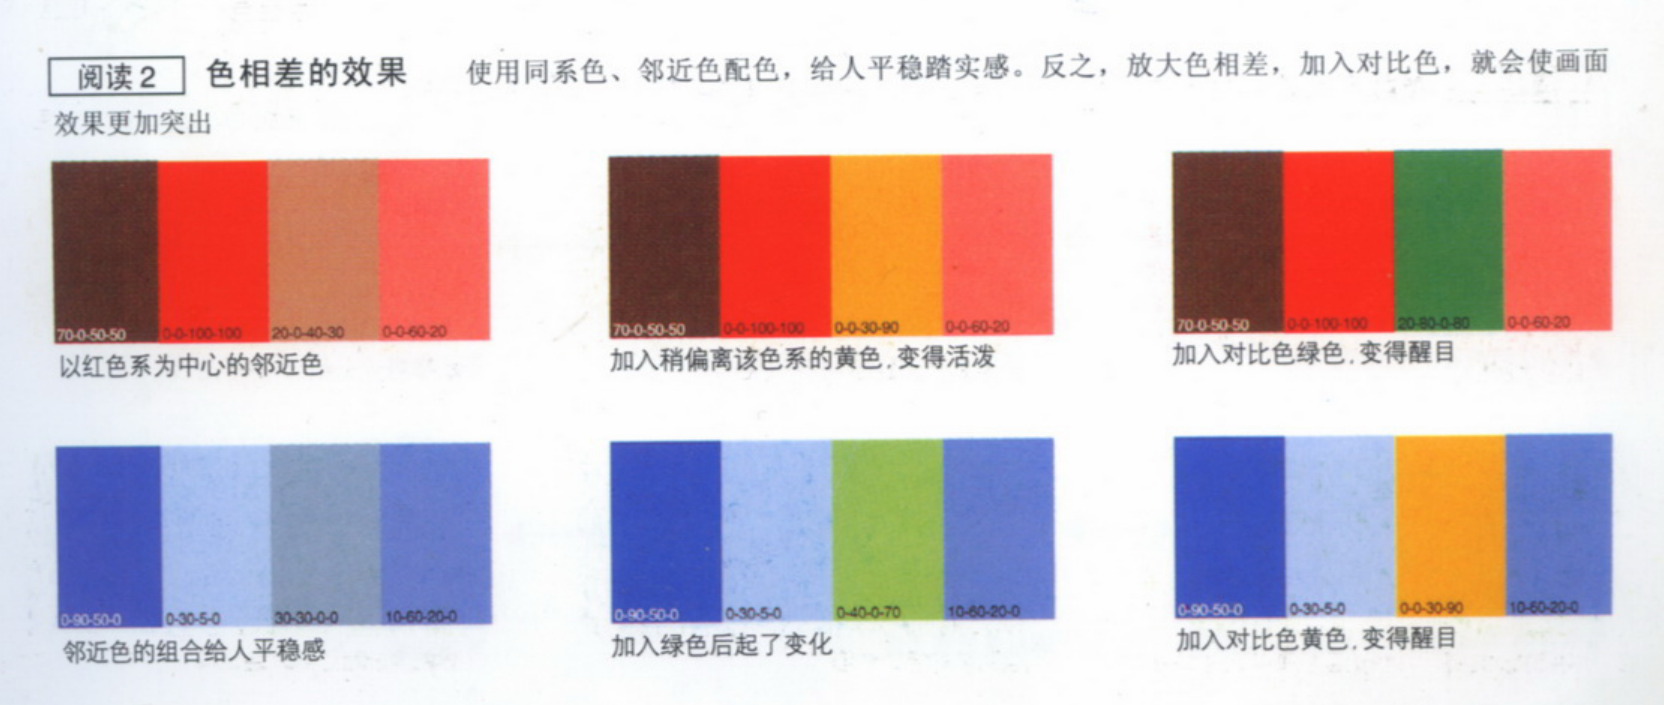 阅读2 色相差的效果 使用同系色、邻近色配色，给人平稳踏实感。反之，放大色相差，加入对比色，就会使画面
效果更加突出
70-0-50-50 0-0-100-100 20-0-40-30 0-0-60-20
以红色系为中心的邻近色
70-0-50-50 0-0-100-100 0-0-30-90 0-0-60-20
加入稍偏离该色系的黄色,变得活泼
70-0-50-50 0-0-100-100 20-80-0-80 0-0-60-20
加入对比色绿色,变得醒目
0-90-50-0 0-30-5-0 30-30-0-0 10-60-20-0
邻近色的组合给人平稳感
0-90-50-0 0-30-5-0 0-40-0-70 10-60-20-0
加入绿色后起了变化
0-90-50-0 0-30-5-0 0-0-30-90 10-60-20-0
加入对比色黄色,变得醒目